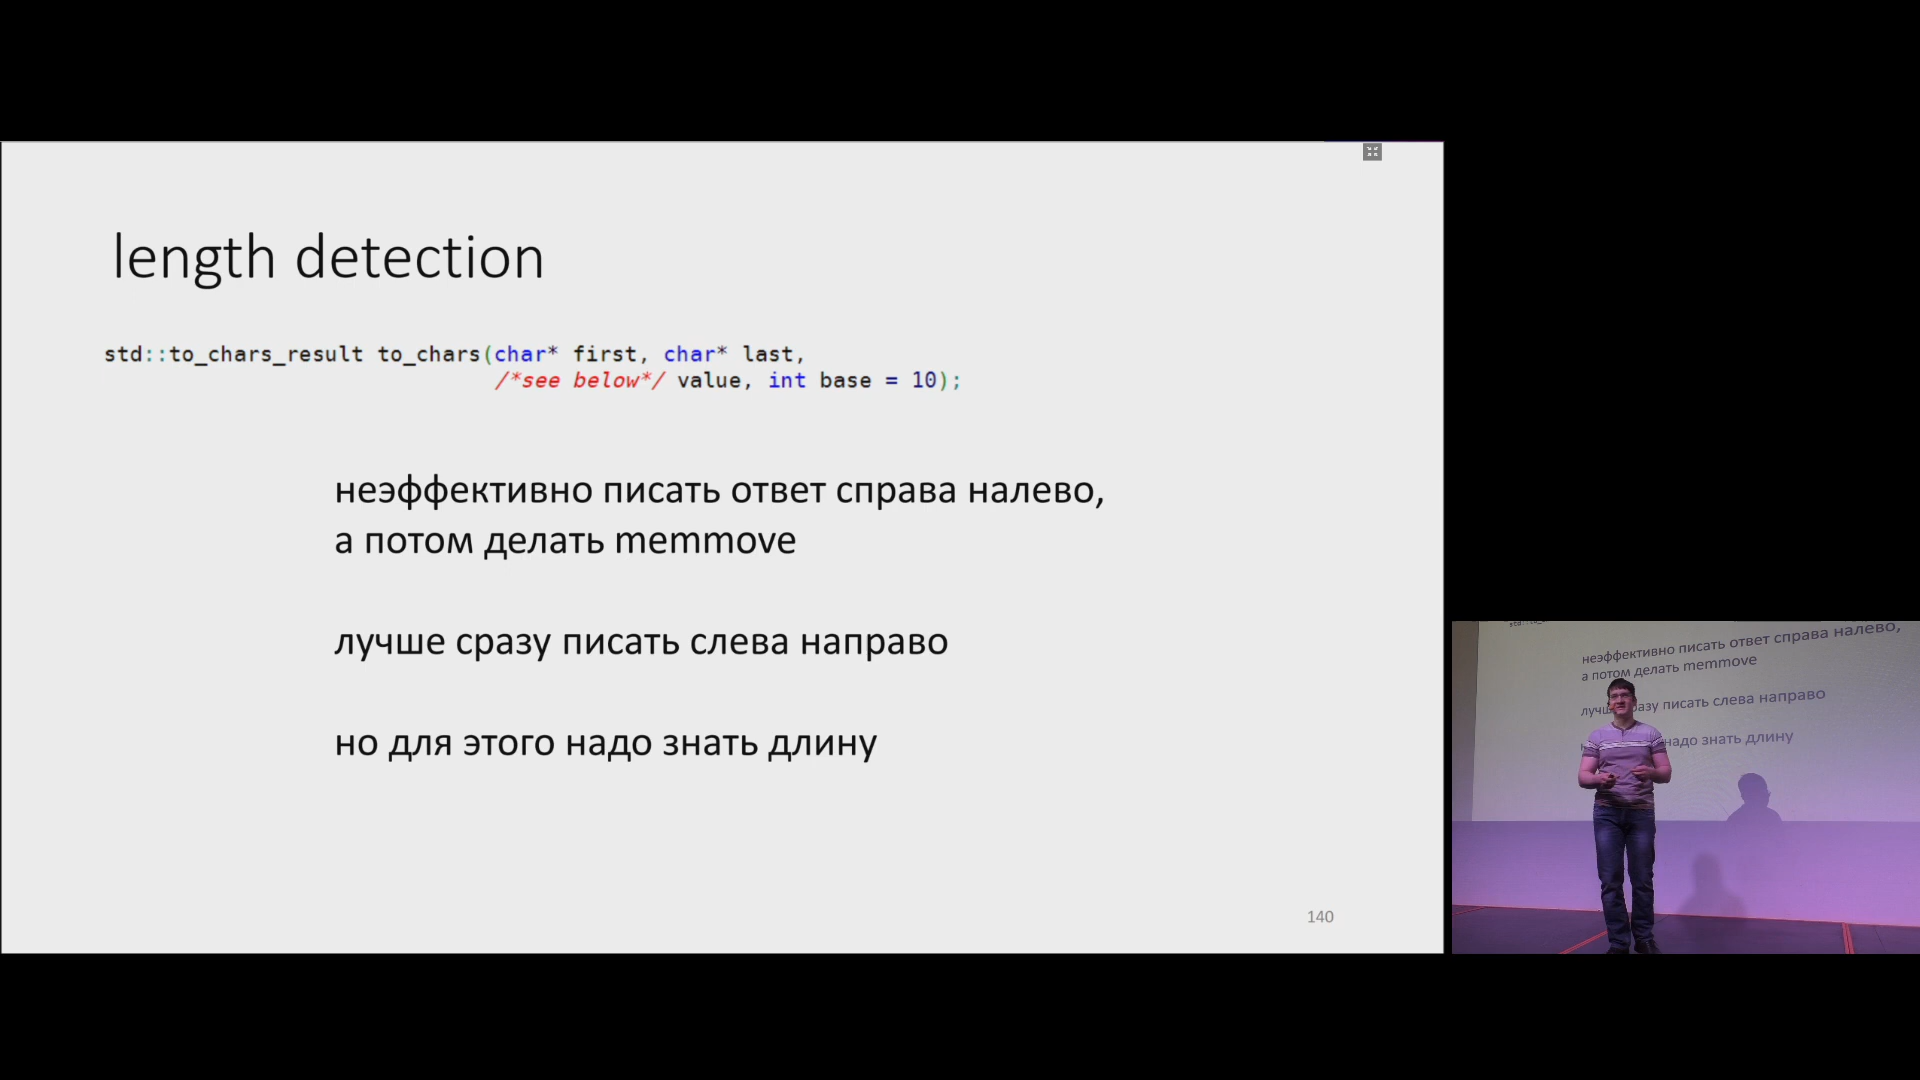 length detection
std::to_chars_result to_chars(char* first, char* last,
/*see below*/ value, int base = 10);
неэффективно писать ответ справа налево,
а потом делать memmove
лучше сразу писать слева направо
но для этого надо знать длину
140
неэффективно писать ответ справа налево,
а потом делать memmove
писать слева направо
надо знать длину